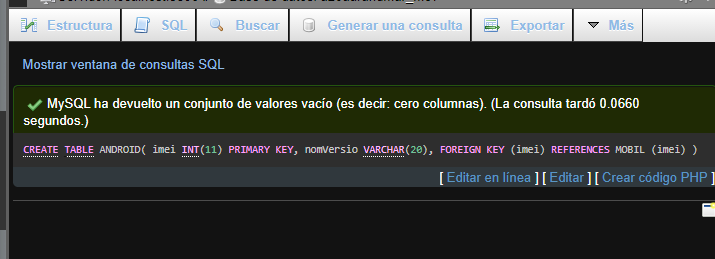 Estructura SQL Buscar Generar una consulta Exportar Más
Mostrar ventana de consultas SQL
MySQL ha devuelto un conjunto de valores vacío (es decir: cero columnas). (La consulta tardó 0.0660
segundos.)
CREATE TABLE ANDROID( imei INT(11) PRIMARY KEY, nomVersio VARCHAR(20), FOREIGN KEY (imei) REFERENCES MOBIL (imei) )
[ Editar en línea ] [ Editar ] [ Crear código PHP ]